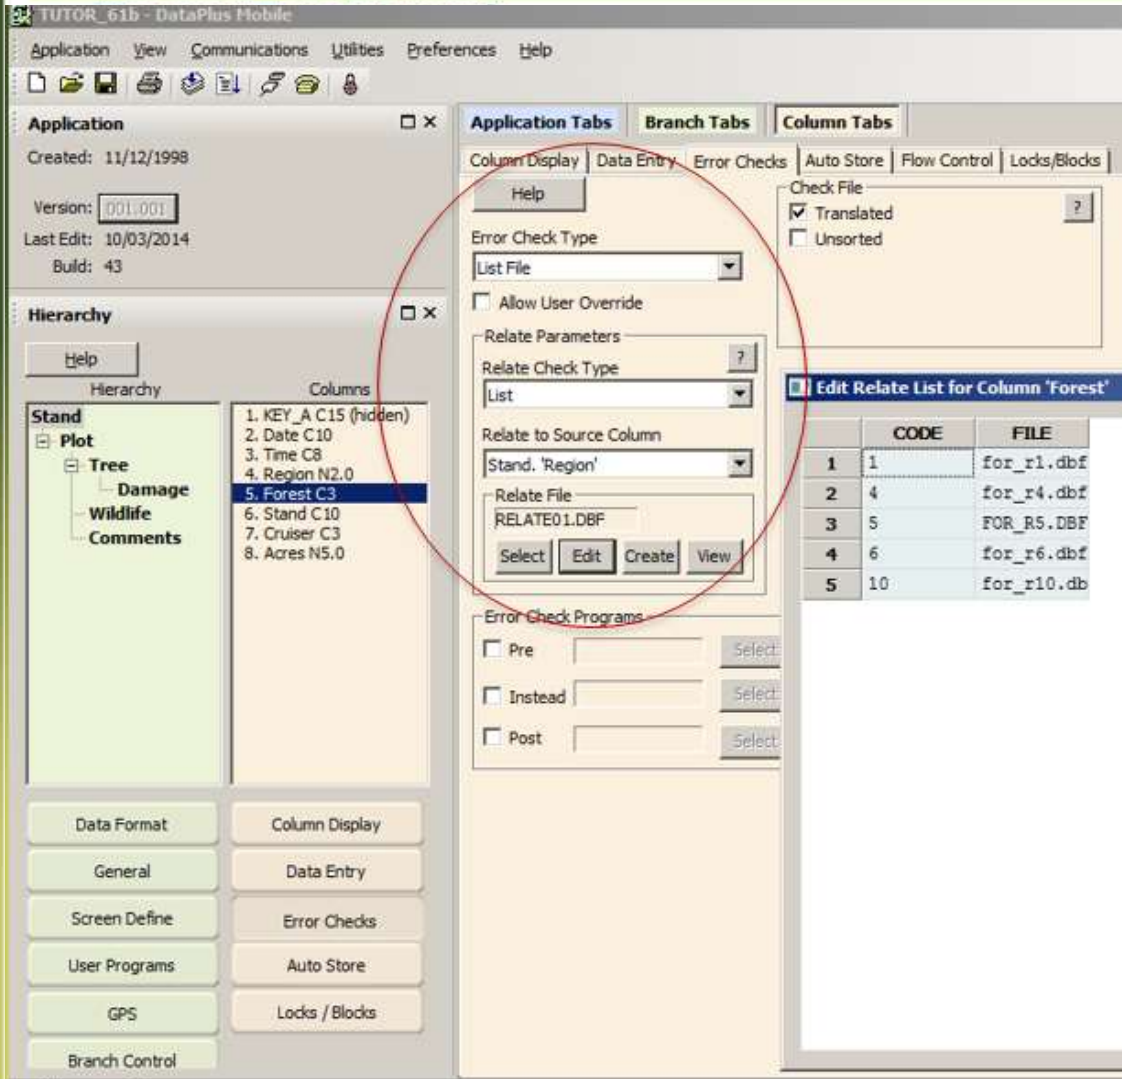 TUTOR_61b - DataPlus Mobile
Application View Communications Utilities Preferences Help
Application
Created: 11/12/1998
Version: 001.001
Last Edit: 10/03/2014
Build: 43
Hierarchy
Help
Hierarchy
Stand
Plot
Tree
Damage
Wildlife
Comments
Columns
1. KEY_A C15 (hidden)
2. Date C10
3. Time C8
4. Region N2.0
5. Forest C3
6. Stand C10
7. Cruiser C3
8. Acres N5.0
Data Format
General
Screen Define
User Programs
GPS
Branch Control
Column Display
Data Entry
Error Checks
Auto Store
Locks / Blocks
Application Tabs Branch Tabs Column Tabs
Column Display Data Entry Error Checks Auto Store Flow Control Locks/Blocks
Help
Error Check Type
List File
Allow User Override
Relate Parameters
?
Relate Check Type
List
Relate to Source Column
Stand. 'Region'
Relate File
RELATE01.DBF
Select Edit Create View
Error Check Programs
Pre Select
Instead Select
Post Select
Check File
?
Translated
Unsorted
Edit Relate List for Column 'Forest'
CODE FILE
1 1 for_r1.dbf
2 4 for_r4.dbf
3 5 FOR_R5.DBF
4 6 for_r6.dbf
5 10 for_r10.db